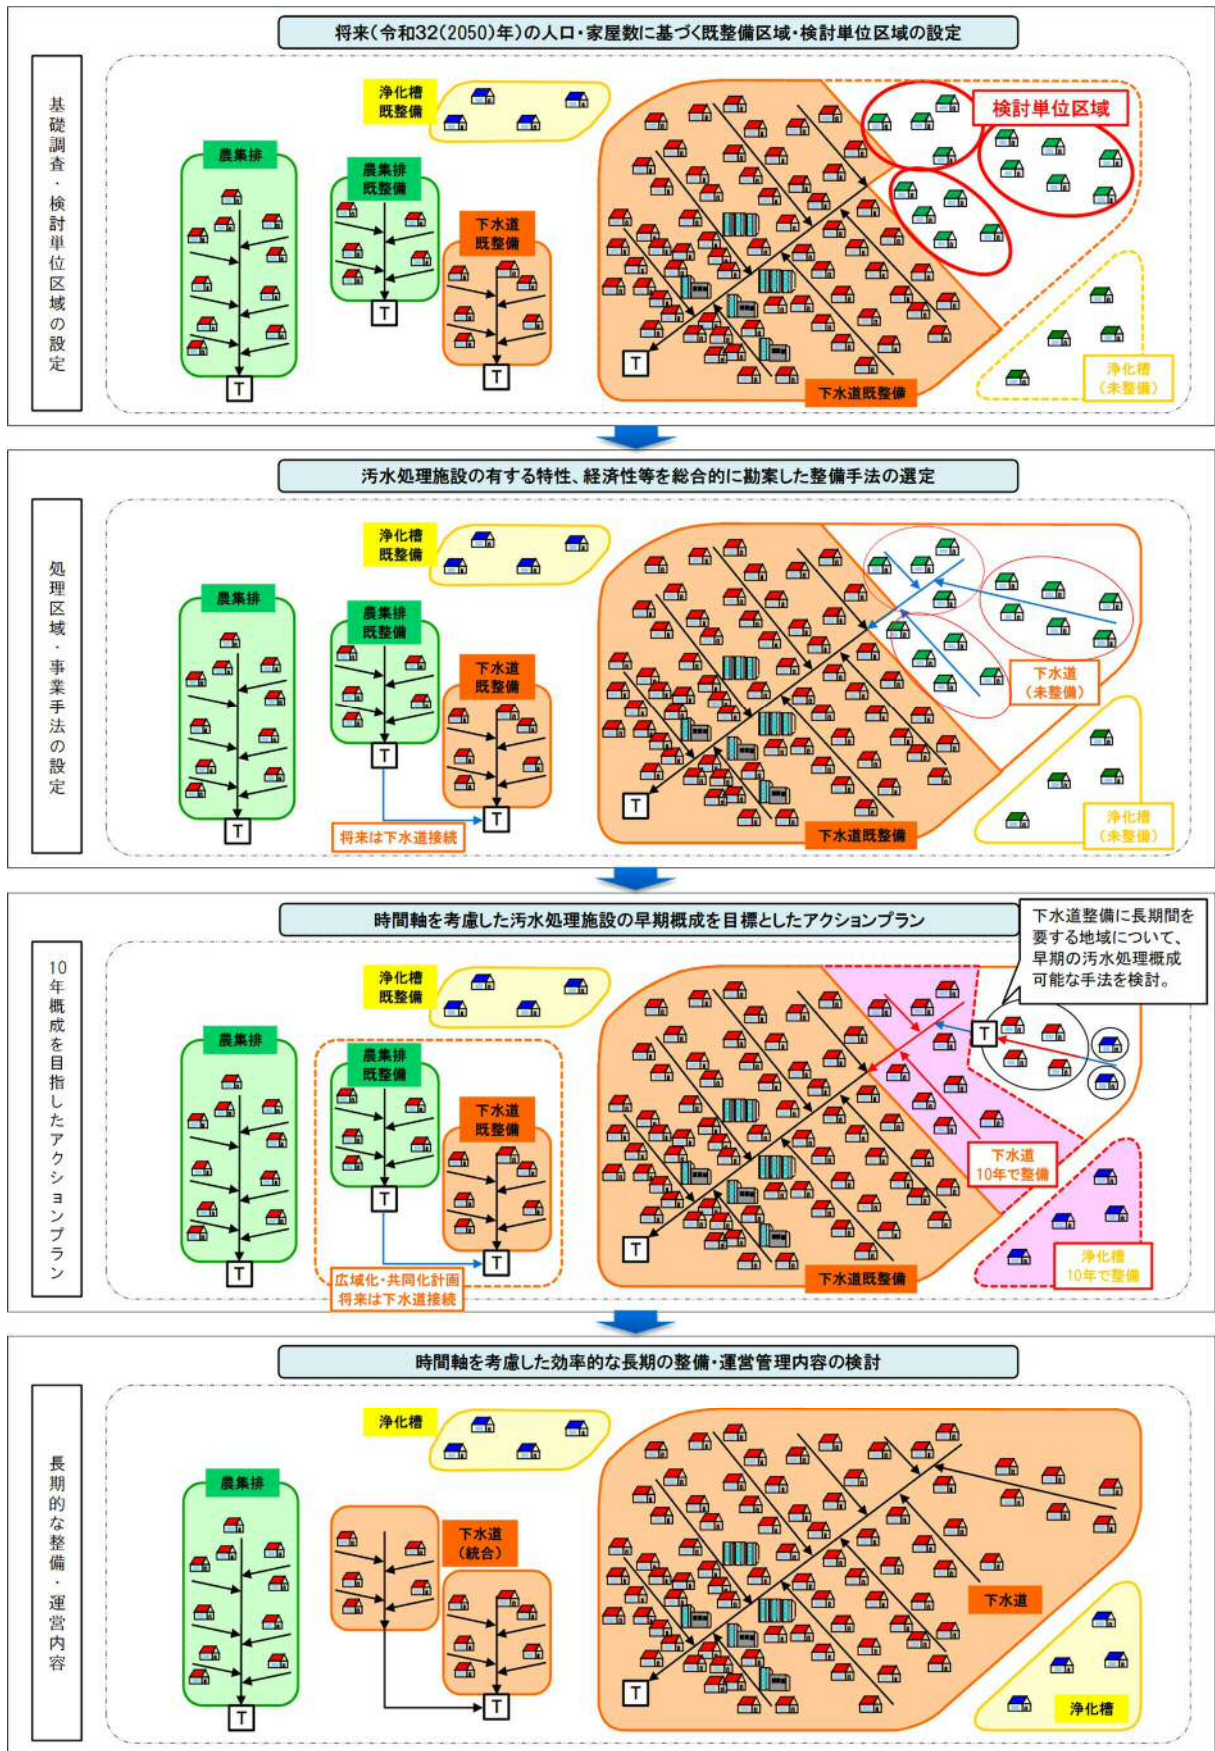 将来(令和32(2050)年)の人口・家屋数に基づく既整備区域・検討単位区域の設定
基礎調査・検討単位区域の設定
浄化槽
既整備
農集排
農集排
既整備
下水道
既整備
検討単位区域
T
T
T
T
下水道既整備
浄化槽
(未整備)
汚水処理施設の有する特性、経済性等を総合的に勘案した整備手法の選定
処理区域・事業手法の設定
浄化槽
既整備
農集排
農集排
既整備
下水道
既整備
下水道
(未整備)
T
T
T
T
将来は下水道接続
下水道既整備
浄化槽
(未整備)
時間軸を考慮した汚水処理施設の早期概成を目標としたアクションプラン
下水道整備に長期間を
要する地域について、
早期の汚水処理概成
可能な手法を検討。
10年概成を目指したアクションプラン
浄化槽
既整備
農集排
農集排
既整備
下水道
既整備
T
下水道
10年で整備
T
T
T
T
広域化・共同化計画
将来は下水道接続
下水道既整備
浄化槽
10年で整備
時間軸を考慮した効率的な長期の整備・運営管理内容の検討
長期的な整備・運営内容
浄化槽
農集排
下水道
(統合)
下水道
T
T
T
浄化槽